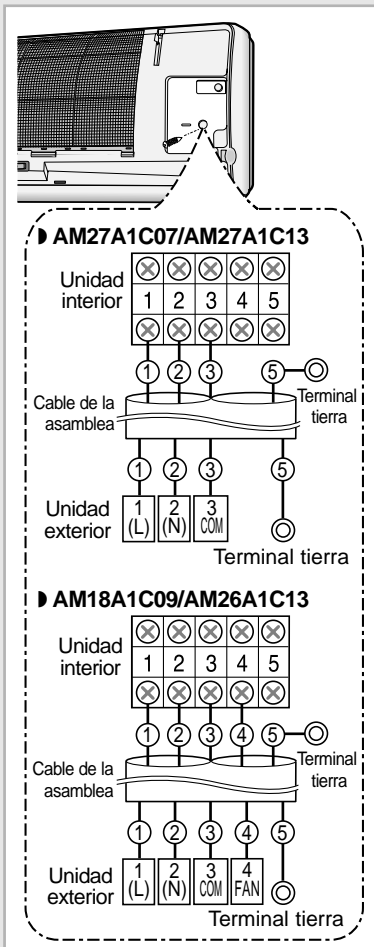 ◗ AM27A1C07/AM27A1C13
Unidad
interior
1 2 3 4 5
① ② ③ ⑤
Cable de la
asamblea
Terminal
tierra
① ② ③ ⑤
Unidad
exterior
1
(L)
2
(N)
3
COM
Terminal tierra
◗ AM18A1C09/AM26A1C13
Unidad
interior
1 2 3 4 5
① ② ③ ④ ⑤
Cable de la
asamblea
Terminal
tierra
① ② ③ ④ ⑤
Unidad
exterior
1
(L)
2
(N)
3
COM
4
FAN
Terminal tierra